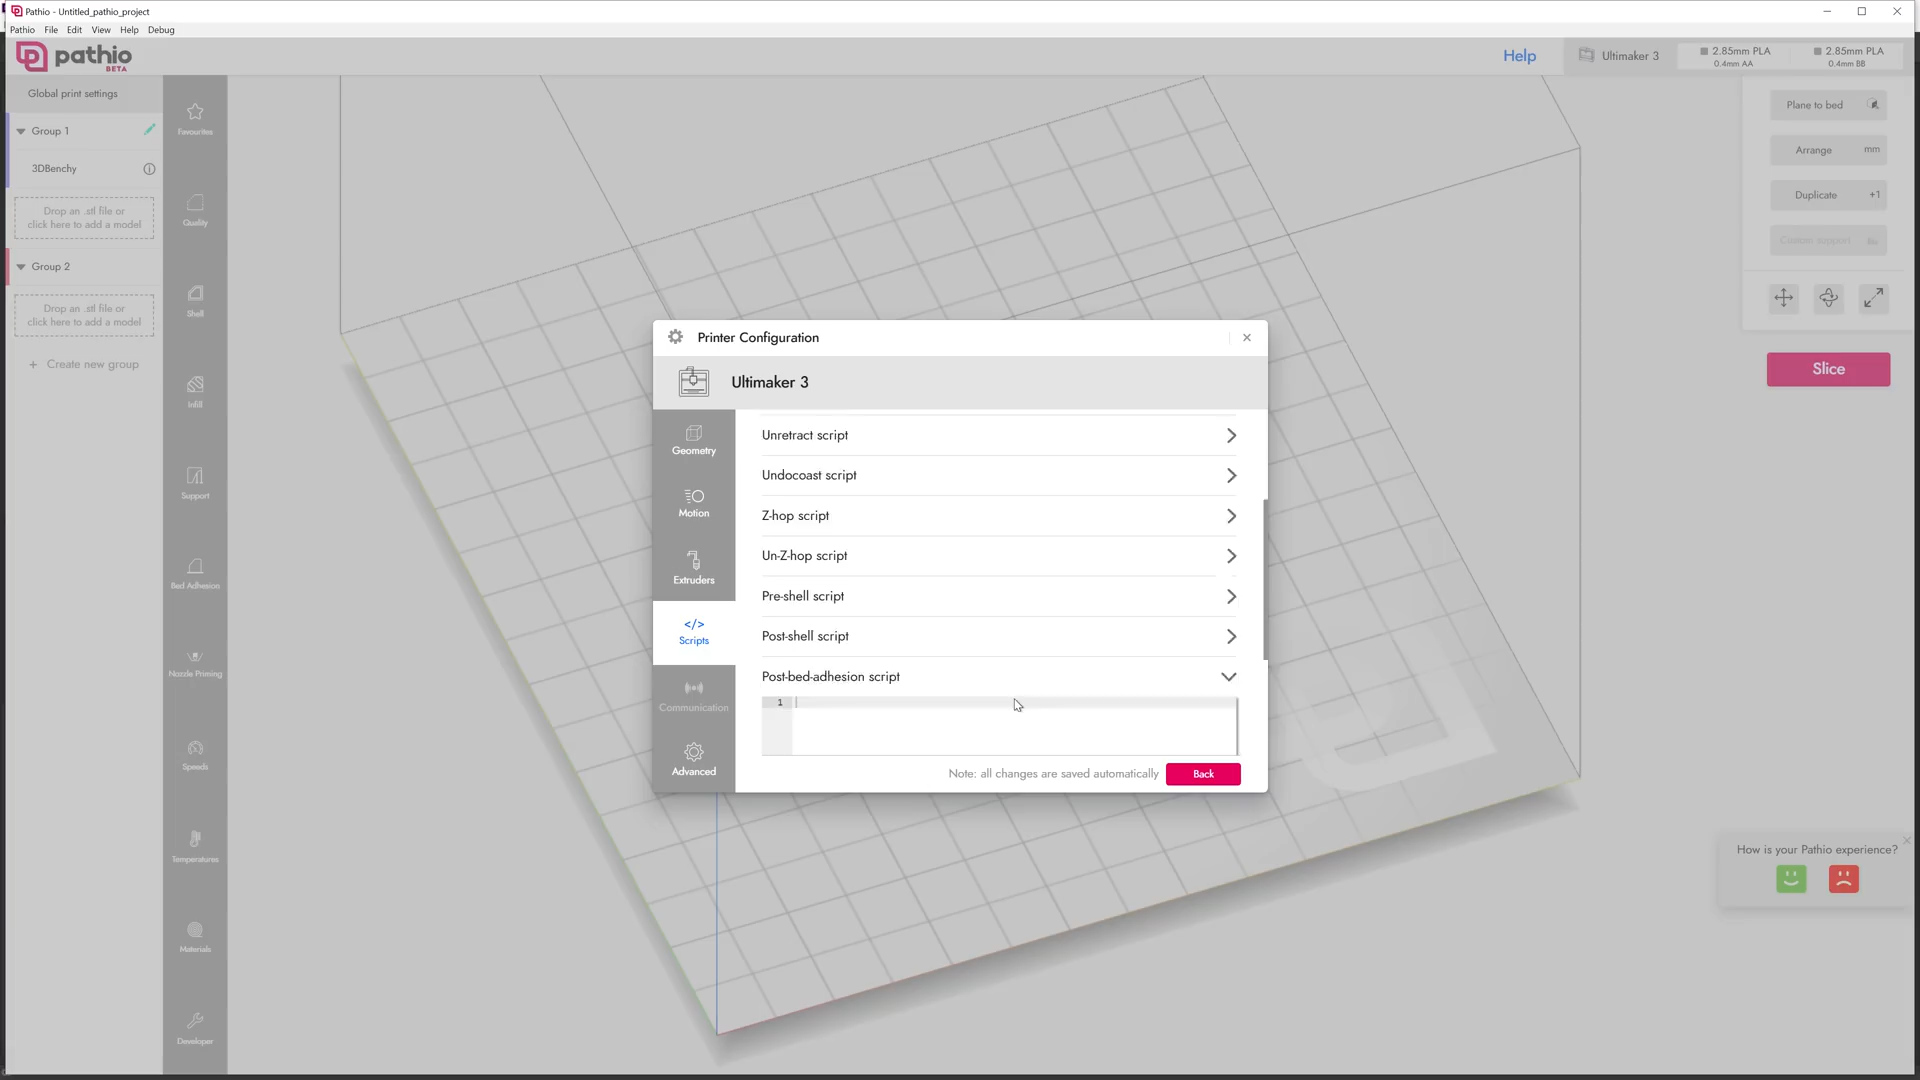 Pathio - Untitled_pathio_project
Pathio File Edit View Help Debug
pathio
BETA
Help
Ultimaker 3
2.85mm PLA
0.4mm AA
2.85mm PLA
0.4mm BB
Global print settings
Group 1
3DBenchy
Drop an .stl file or
click here to add a model
Group 2
Drop an .stl file or
click here to add a model
+ Create new group
Favourites
Quality
Shell
Infill
Support
Bed Adhesion
Nozzle Priming
Speeds
Temperatures
Materials
Developer
Printer Configuration
Ultimaker 3
Geometry
Motion
Extruders
</>
Scripts
Communication
Advanced
Unretract script
Undocoast script
Z-hop script
Un-Z-hop script
Pre-shell script
Post-shell script
Post-bed-adhesion script
1
Note: all changes are saved automatically
Back
Plane to bed
Arrange mm
Duplicate +1
Custom support
Slice
How is your Pathio experience?